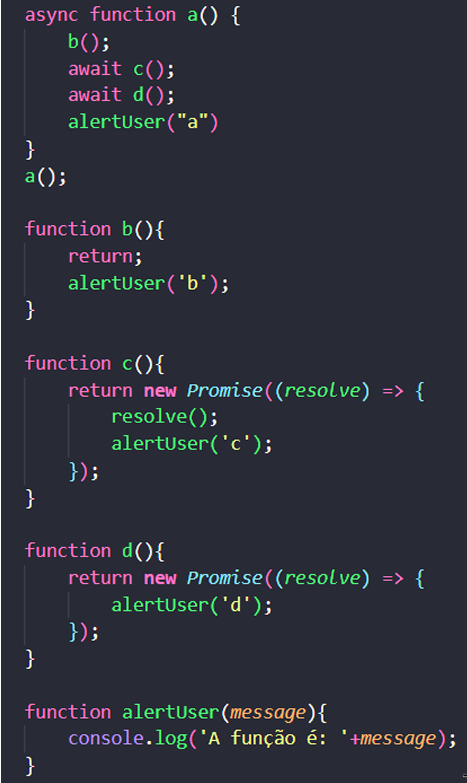 async function a() {
    b();
    await c();
    await d();
    alertUser("a")
}
a();

function b(){
    return;
    alertUser('b');
}

function c(){
    return new Promise((resolve) => {
        resolve();
        alertUser('c');
    });
}

function d(){
    return new Promise((resolve) => {
        alertUser('d');
    });
}

function alertUser(message){
    console.log('A função é: '+message);
}